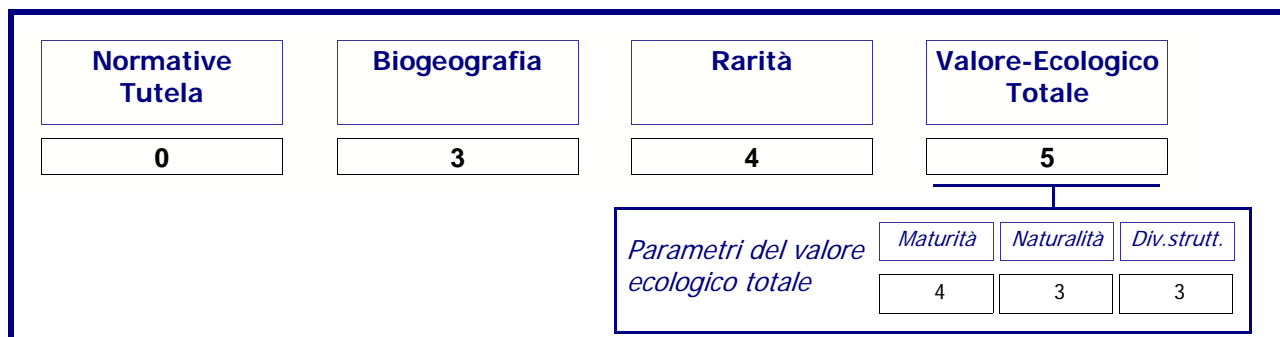 Normative
Tutela
Biogeografia
Rarità
Valore-Ecologico
Totale
0
3
4
5
Parametri del valore
ecologico totale
Maturità
Naturalità
Div.strutt.
4
3
3